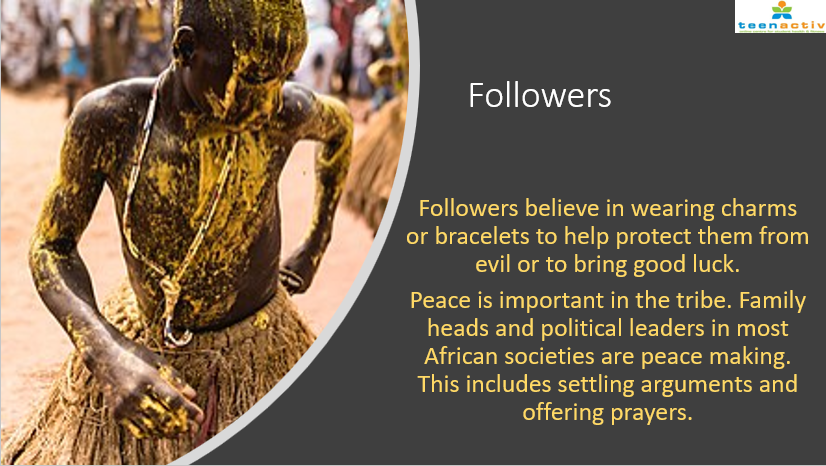 teenactiv
Followers
Followers believe in wearing charms
or bracelets to help protect them from
evil or to bring good luck.
Peace is important in the tribe. Family
heads and political leaders in most
African societies are peace making.
This includes settling arguments and
offering prayers.